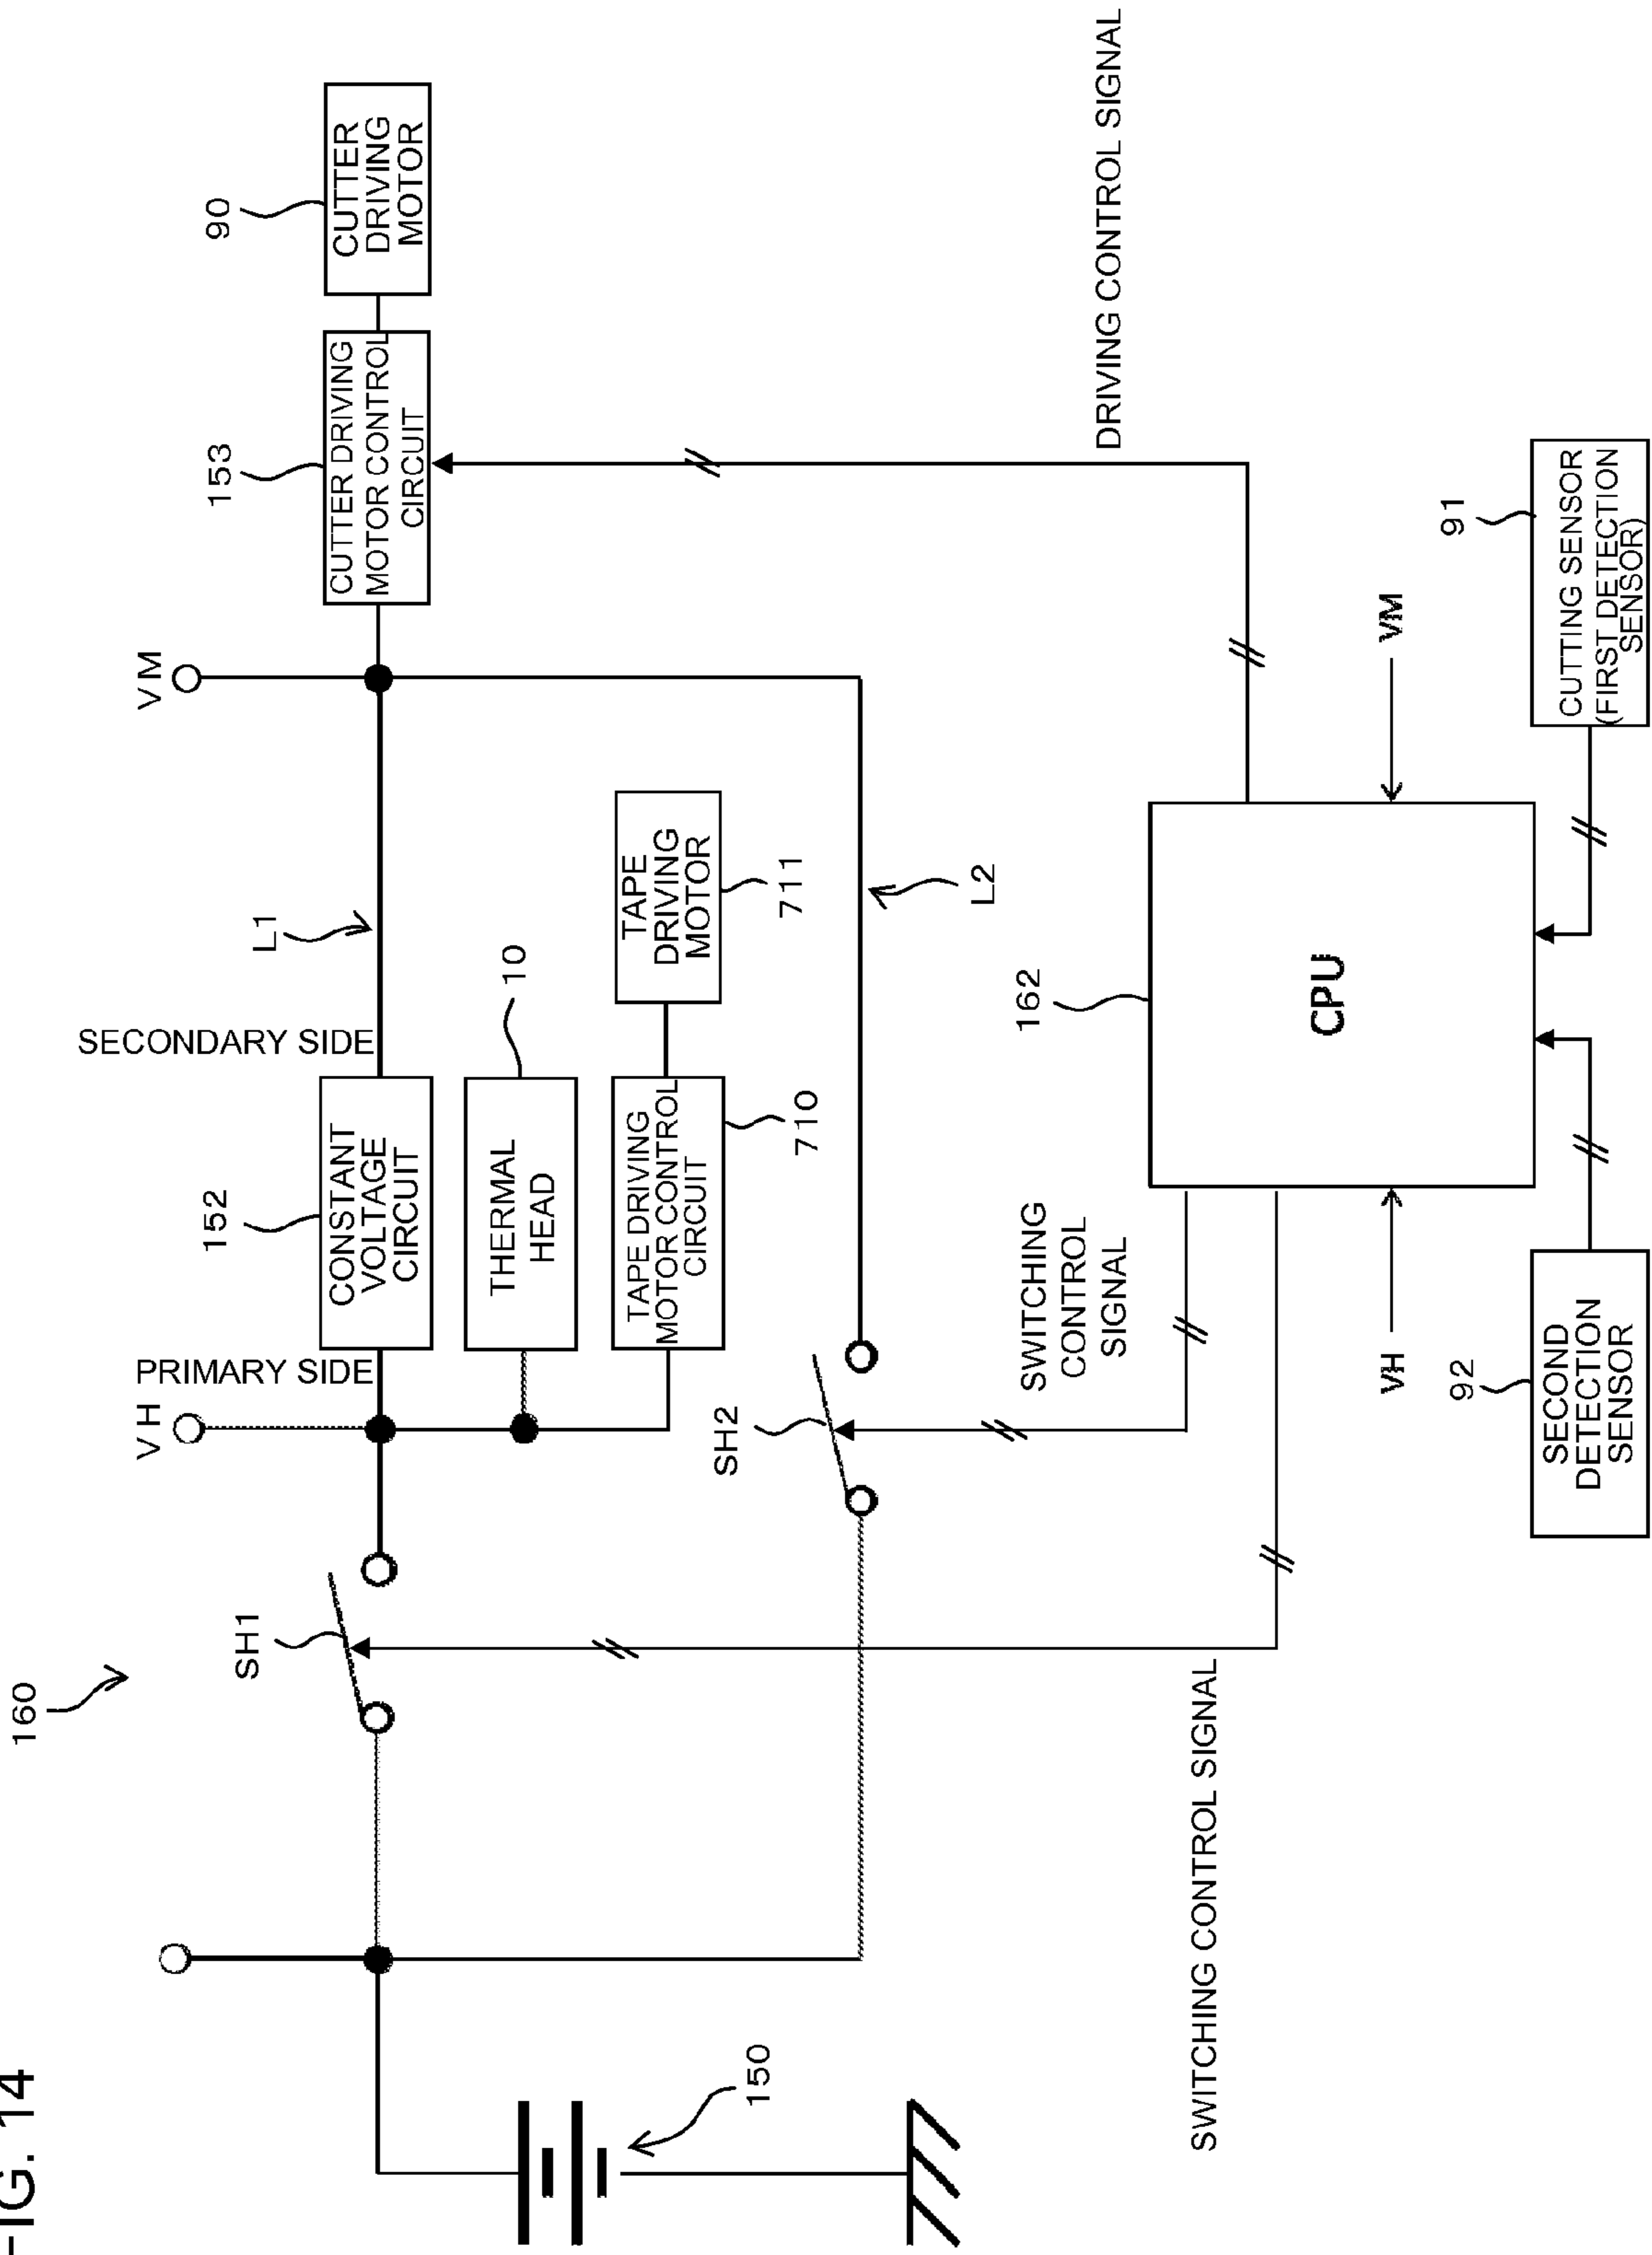 FIG. 14
160
VM
90
CUTTER
DRIVING
MOTOR
153
CUTTER DRIVING
MOTOR CONTROL
CIRCUIT
L1
SECONDARY SIDE
152
CONSTANT
VOLTAGE
CIRCUIT
PRIMARY SIDE
VH
SH1
10
THERMAL
HEAD
TAPE
DRIVING
MOTOR
711
TAPE DRIVING
MOTOR CONTROL
CIRCUIT
710
SH2
L2
150
SWITCHING
CONTROL
SIGNAL
SWITCHING CONTROL SIGNAL
DRIVING CONTROL SIGNAL
162
CPU
VH
VM
92
SECOND
DETECTION
SENSOR
91
CUTTING SENSOR
(FIRST DETECTION
SENSOR)